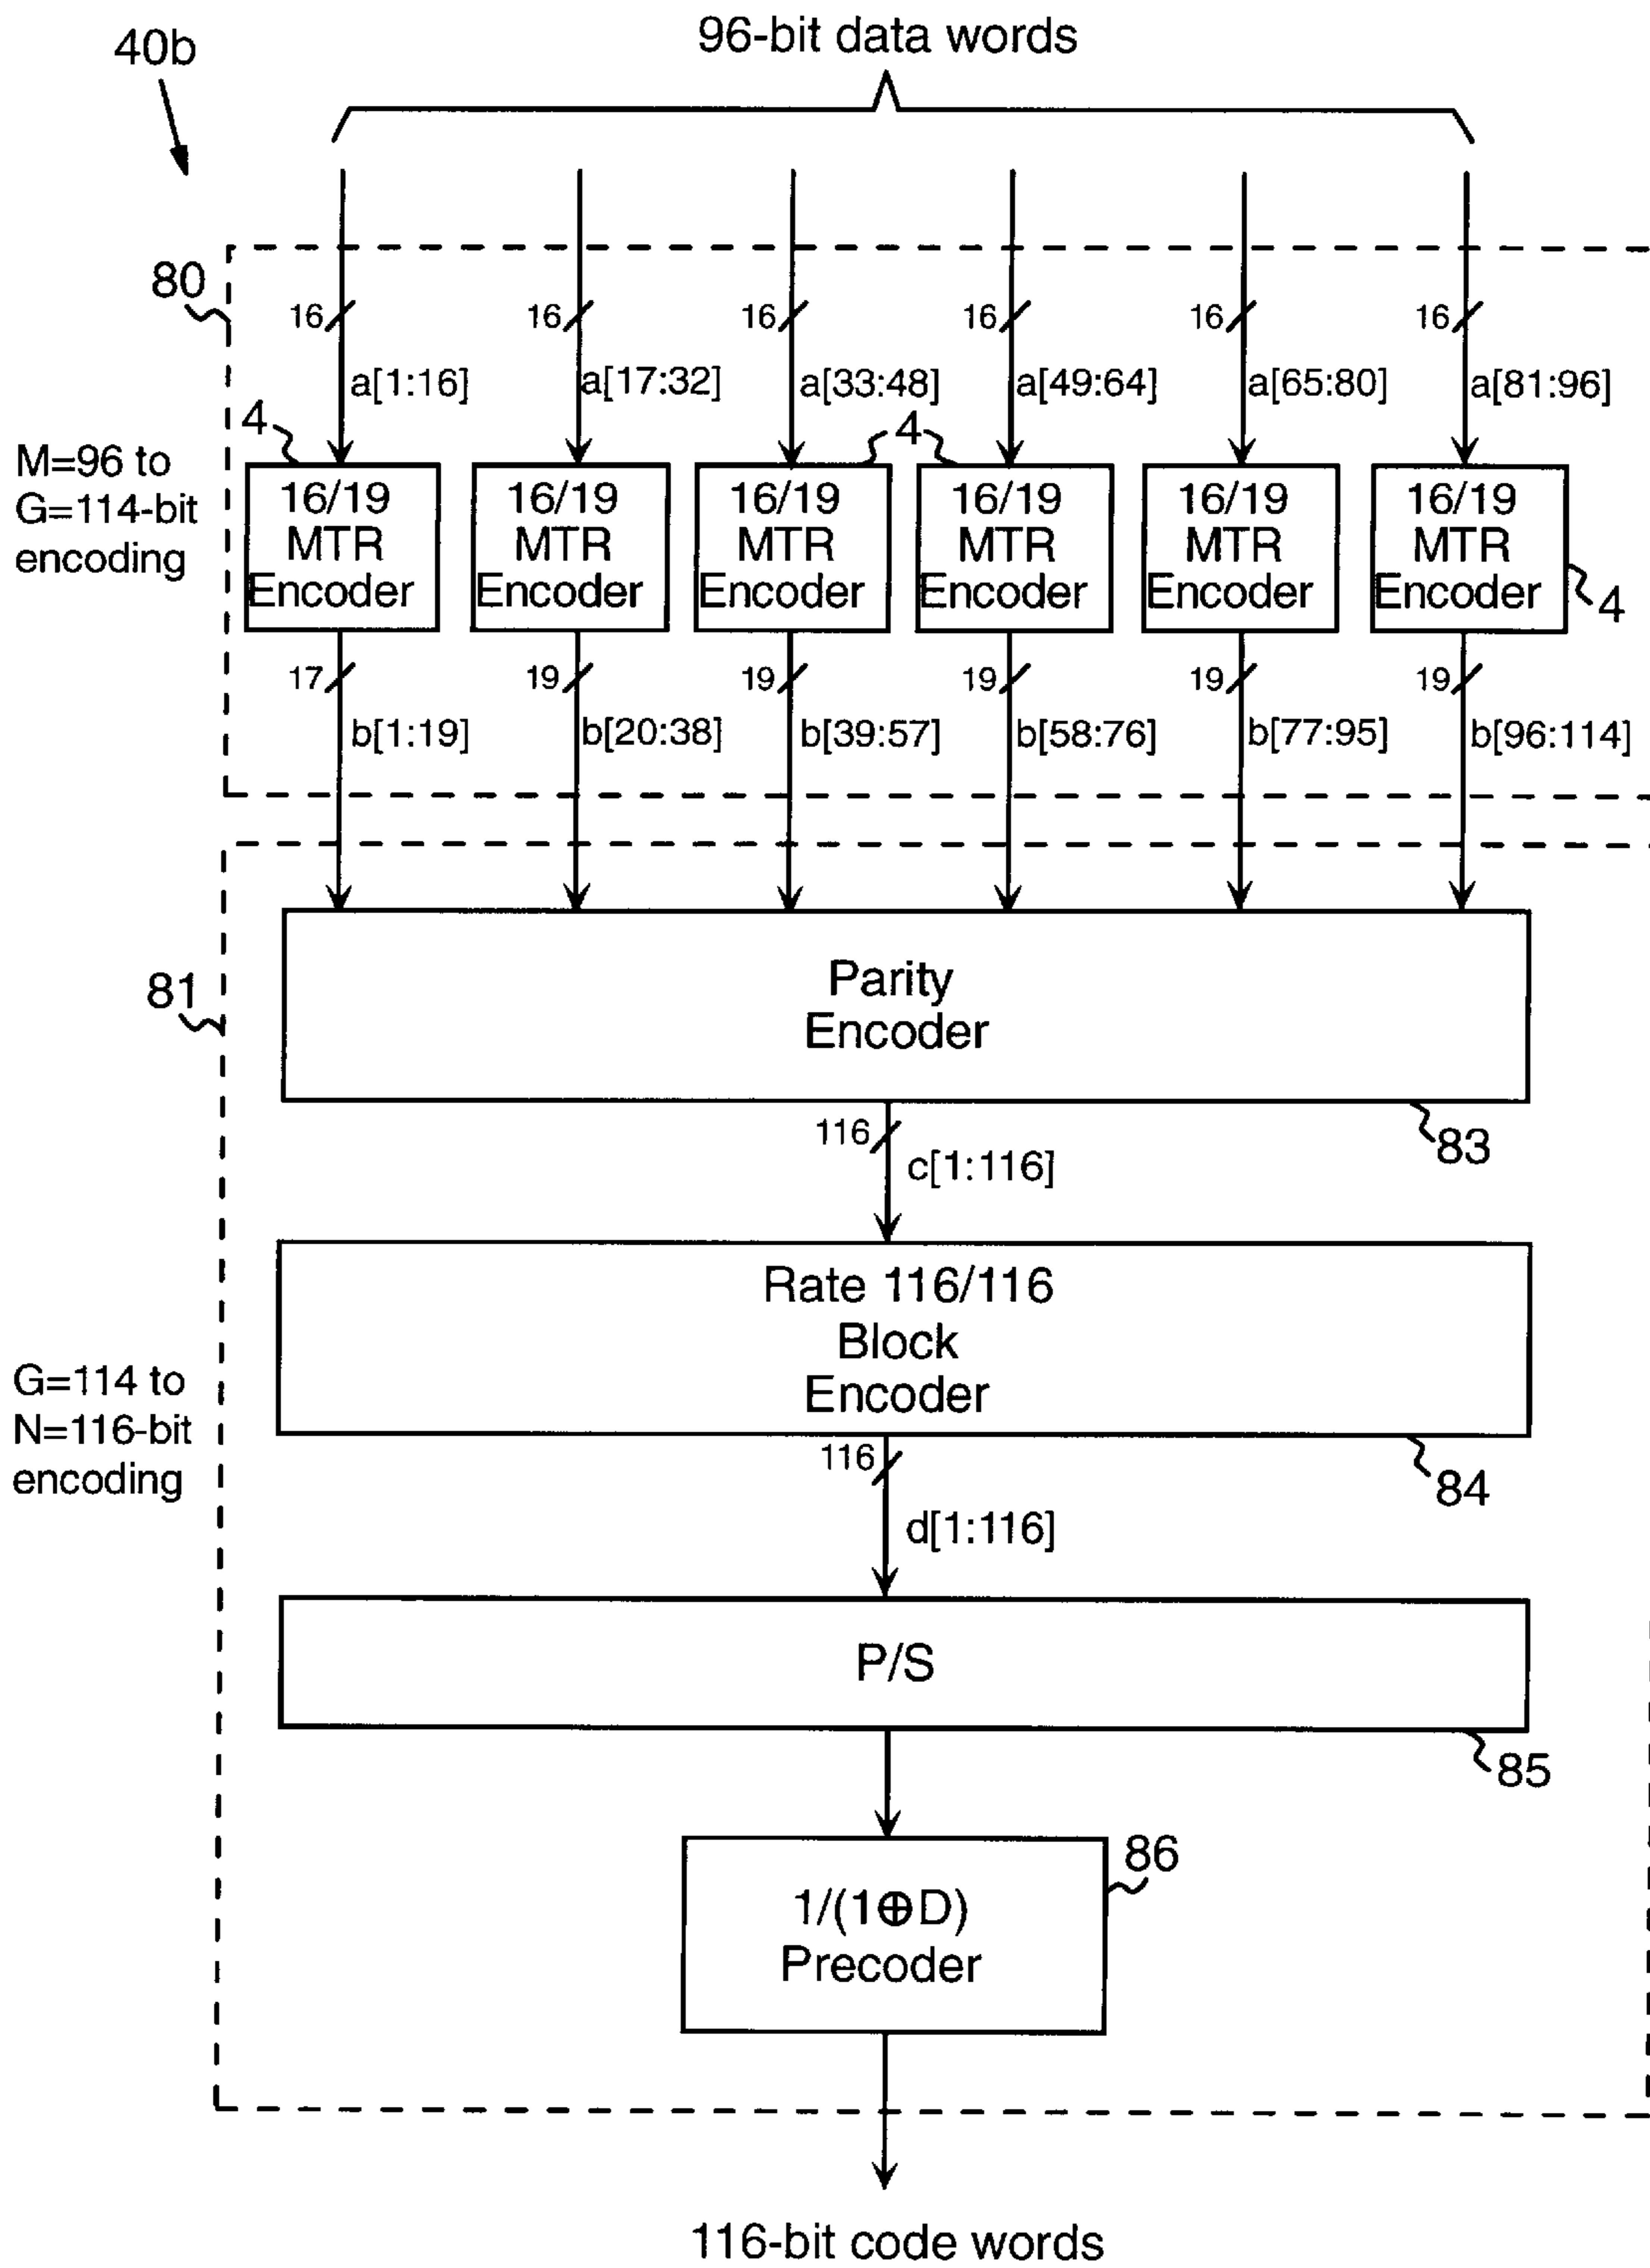 40b
96-bit data words
80
16
16
16
16
16
16
a[1:16]
a[17:32]
a[33:48]
a[49:64]
a[65:80]
a[81:96]
4
4
M=96 to
G=114-bit
encoding
16/19
MTR
Encoder
16/19
MTR
Encoder
16/19
MTR
Encoder
16/19
MTR
Encoder
16/19
MTR
Encoder
16/19
MTR
Encoder
4
17
19
19
19
19
19
b[1:19]
b[20:38]
b[39:57]
b[58:76]
b[77:95]
b[96:114]
81
Parity
Encoder
83
116
c[1:116]
Rate 116/116
Block
Encoder
84
G=114 to
N=116-bit
encoding
116
d[1:116]
P/S
85
86
1/(1⊕D)
Precoder
116-bit code words